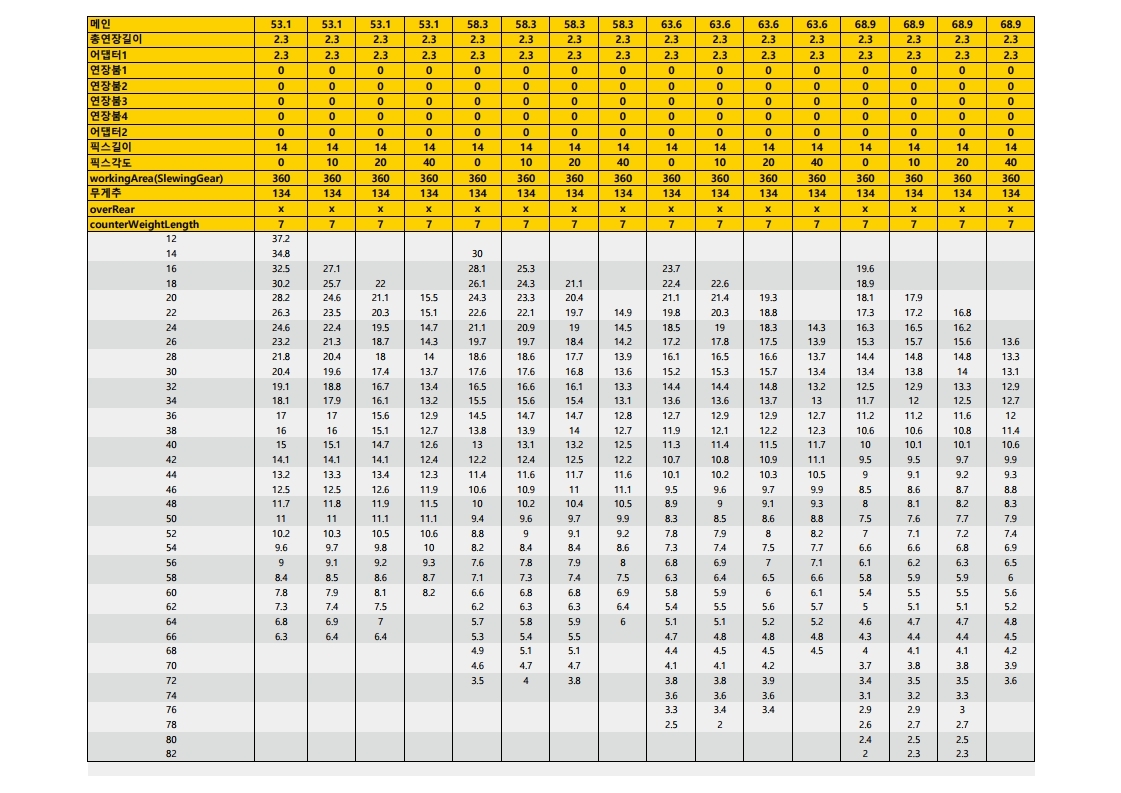 메인 53.1 53.1 53.1 53.1 58.3 58.3 58.3 58.3 63.6 63.6 63.6 63.6 68.9 68.9 68.9 68.9
총연장길이 2.3 2.3 2.3 2.3 2.3 2.3 2.3 2.3 2.3 2.3 2.3 2.3 2.3 2.3 2.3 2.3
어댑터1 2.3 2.3 2.3 2.3 2.3 2.3 2.3 2.3 2.3 2.3 2.3 2.3 2.3 2.3 2.3 2.3
연장붐1 0 0 0 0 0 0 0 0 0 0 0 0 0 0 0 0
연장붐2 0 0 0 0 0 0 0 0 0 0 0 0 0 0 0 0
연장붐3 0 0 0 0 0 0 0 0 0 0 0 0 0 0 0 0
연장붐4 0 0 0 0 0 0 0 0 0 0 0 0 0 0 0 0
어댑터2 0 0 0 0 0 0 0 0 0 0 0 0 0 0 0 0
픽스길이 14 14 14 14 14 14 14 14 14 14 14 14 14 14 14 14
픽스각도 0 10 20 40 0 10 20 40 0 10 20 40 0 10 20 40
workingArea(SlewingGear) 360 360 360 360 360 360 360 360 360 360 360 360 360 360 360 360
무게추 134 134 134 134 134 134 134 134 134 134 134 134 134 134 134 134
overRear x x x x x x x x x x x x x x x x
counterWeightLength 7 7 7 7 7 7 7 7 7 7 7 7 7 7 7 7
12 37.2
14 34.8 30
16 32.5 27.1 28.1 25.3 23.7 19.6
18 30.2 25.7 22 26.1 24.3 21.1 22.4 22.6 18.9
20 28.2 24.6 21.1 15.5 24.3 23.3 20.4 21.1 21.4 19.3 18.1 17.9
22 26.3 23.5 20.3 15.1 22.6 22.1 19.7 14.9 19.8 20.3 18.8 17.3 17.2 16.8
24 24.6 22.4 19.5 14.7 21.1 20.9 19 14.5 18.5 19 18.3 14.3 16.3 16.5 16.2
26 23.2 21.3 18.7 14.3 19.7 19.7 18.4 14.2 17.2 17.8 17.5 13.9 15.3 15.7 15.6 13.6
28 21.8 20.4 18 14 18.6 18.6 17.7 13.9 16.1 16.5 16.6 13.7 14.4 14.8 14.8 13.3
30 20.4 19.6 17.4 13.7 17.6 17.6 16.8 13.6 15.2 15.3 15.7 13.4 13.4 13.8 14 13.1
32 19.1 18.8 16.7 13.4 16.5 16.6 16.1 13.3 14.4 14.4 14.8 13.2 12.5 12.9 13.3 12.9
34 18.1 17.9 16.1 13.2 15.5 15.6 15.4 13.1 13.6 13.6 13.7 13 11.7 12 12.5 12.7
36 17 17 15.6 12.9 14.5 14.7 14.7 12.8 12.7 12.9 12.9 12.7 11.2 11.2 11.6 12
38 16 16 15.1 12.7 13.8 13.9 14 12.7 11.9 12.1 12.2 12.3 10.6 10.6 10.8 11.4
40 15 15.1 14.7 12.6 13 13.1 13.2 12.5 11.3 11.4 11.5 11.7 10 10.1 10.1 10.6
42 14.1 14.1 14.1 12.4 12.2 12.4 12.5 12.2 10.7 10.8 10.9 11.1 9.5 9.5 9.7 9.9
44 13.2 13.3 13.4 12.3 11.4 11.6 11.7 11.6 10.1 10.2 10.3 10.5 9 9.1 9.2 9.3
46 12.5 12.5 12.6 11.9 10.6 10.9 11 11.1 9.5 9.6 9.7 9.9 8.5 8.6 8.7 8.8
48 11.7 11.8 11.9 11.5 10 10.2 10.4 10.5 8.9 9 9.1 9.3 8 8.1 8.2 8.3
50 11 11 11.1 11.1 9.4 9.6 9.7 9.9 8.3 8.5 8.6 8.8 7.5 7.6 7.7 7.9
52 10.2 10.3 10.5 10.6 8.8 9 9.1 9.2 7.8 7.9 8 8.2 7 7.1 7.2 7.4
54 9.6 9.7 9.8 10 8.2 8.4 8.4 8.6 7.3 7.4 7.5 7.7 6.6 6.6 6.8 6.9
56 9 9.1 9.2 9.3 7.6 7.8 7.9 8 6.8 6.9 7 7.1 6.1 6.2 6.3 6.5
58 8.4 8.5 8.6 8.7 7.1 7.3 7.4 7.5 6.3 6.4 6.5 6.6 5.8 5.9 5.9 6
60 7.8 7.9 8.1 8.2 6.6 6.8 6.8 6.9 5.8 5.9 6 6.1 5.4 5.5 5.5 5.6
62 7.3 7.4 7.5 6.2 6.3 6.3 6.4 5.4 5.5 5.6 5.7 5 5.1 5.1 5.2
64 6.8 6.9 7 5.7 5.8 5.9 6 5.1 5.1 5.2 5.2 4.6 4.7 4.7 4.8
66 6.3 6.4 6.4 5.3 5.4 5.5 4.7 4.8 4.8 4.8 4.3 4.4 4.4 4.5
68 4.9 5.1 5.1 4.4 4.5 4.5 4.5 4 4.1 4.1 4.2
70 4.6 4.7 4.7 4.1 4.1 4.2 3.7 3.8 3.8 3.9
72 3.5 4 3.8 3.8 3.8 3.9 3.4 3.5 3.5 3.6
74 3.6 3.6 3.6 3.1 3.2 3.3
76 3.3 3.4 3.4 2.9 2.9 3
78 2.5 2 2.6 2.7 2.7
80 2.4 2.5 2.5
82 2 2.3 2.3